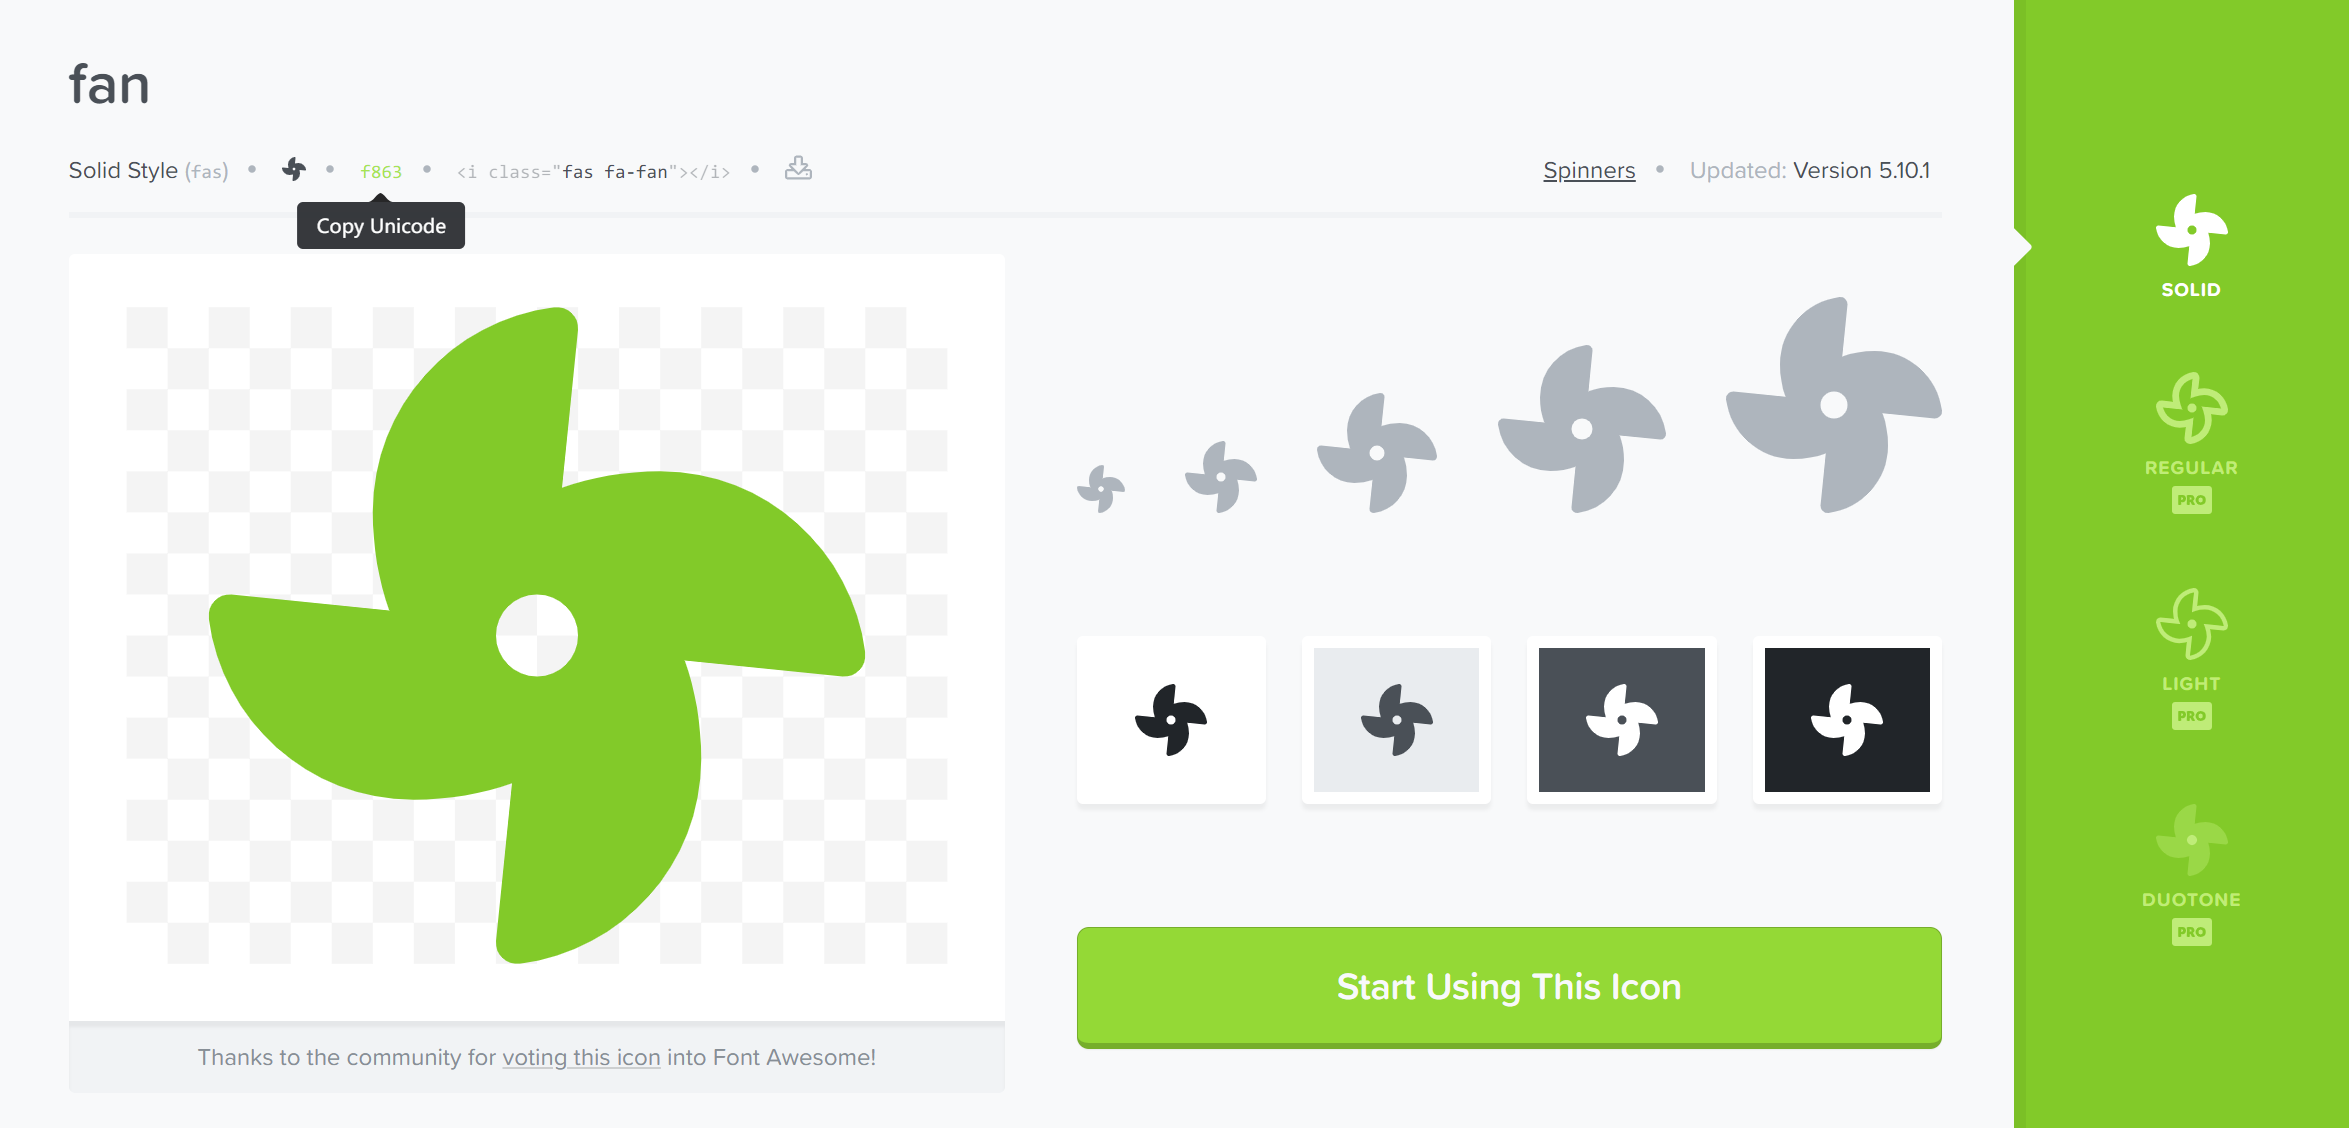 fan
Solid Style (fas) • • f863 • <i class="fas fa-fan"></i> • Spinners • Updated: Version 5.10.1
Copy Unicode
SOLID
REGULAR
PRO
LIGHT
PRO
DUOTONE
PRO
Start Using This Icon
Thanks to the community for voting this icon into Font Awesome!